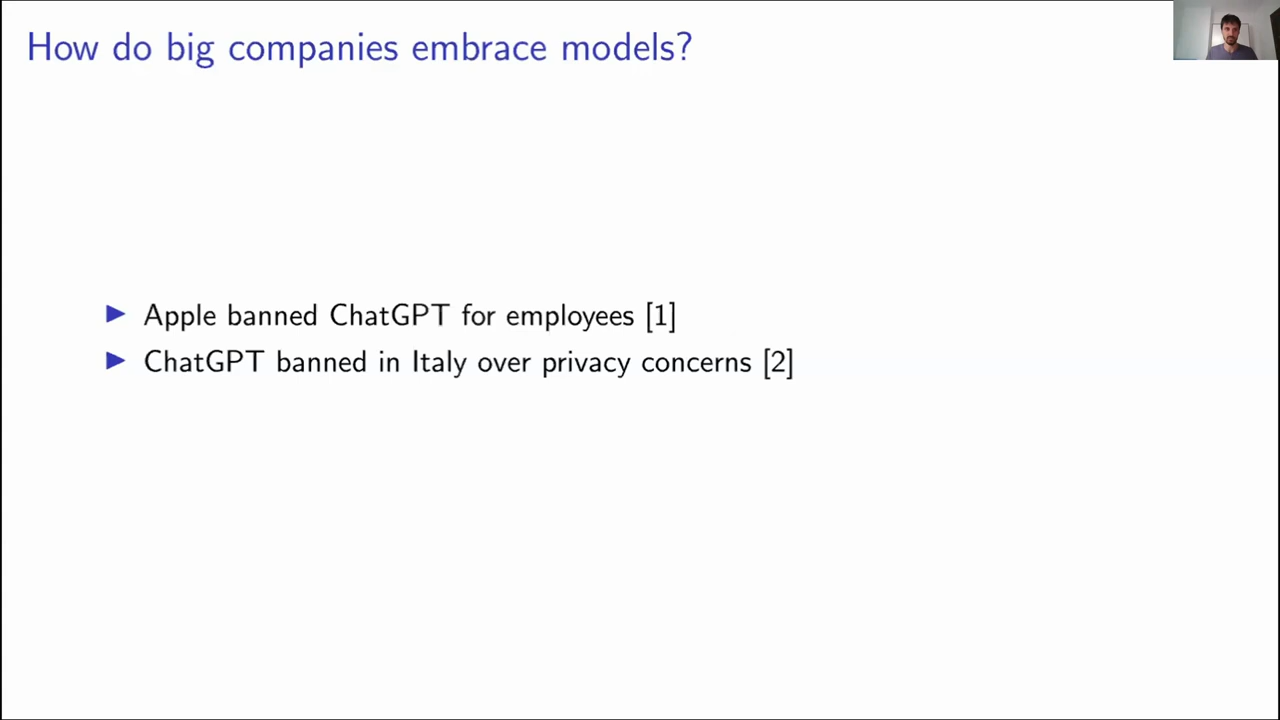 How do big companies embrace models?
▶ Apple banned ChatGPT for employees [1]
▶ ChatGPT banned in Italy over privacy concerns [2]